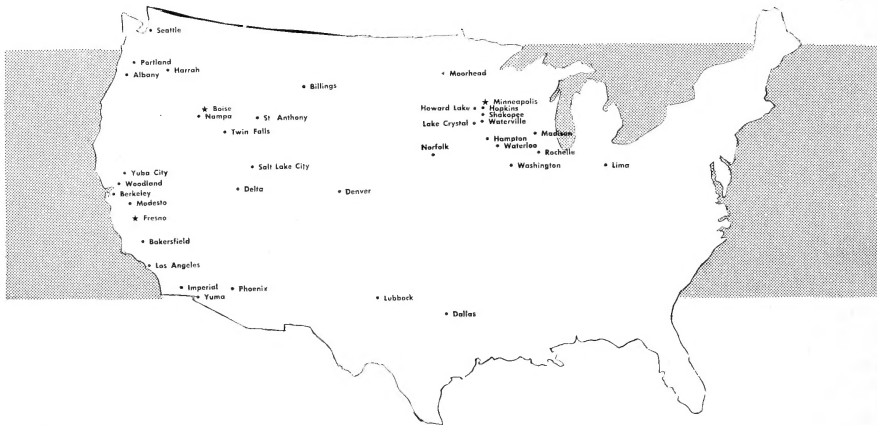 Seattle
Portland
Albany
Harrah
Billings
Moorhead
Boise
Nampa
St Anthony
Twin Falls
Minneapolis
Howard Lake
Hopkins
Shakopee
Lake Crystal
Waterville
Madison
Hampton
Waterloo
Norfolk
Rochelle
Washington
Lima
Salt Lake City
Yuba City
Woodland
Berkeley
Delta
Denver
Modesto
Fresno
Bakersfield
Los Angeles
Imperial
Phoenix
Yuma
Lubbock
Dallas